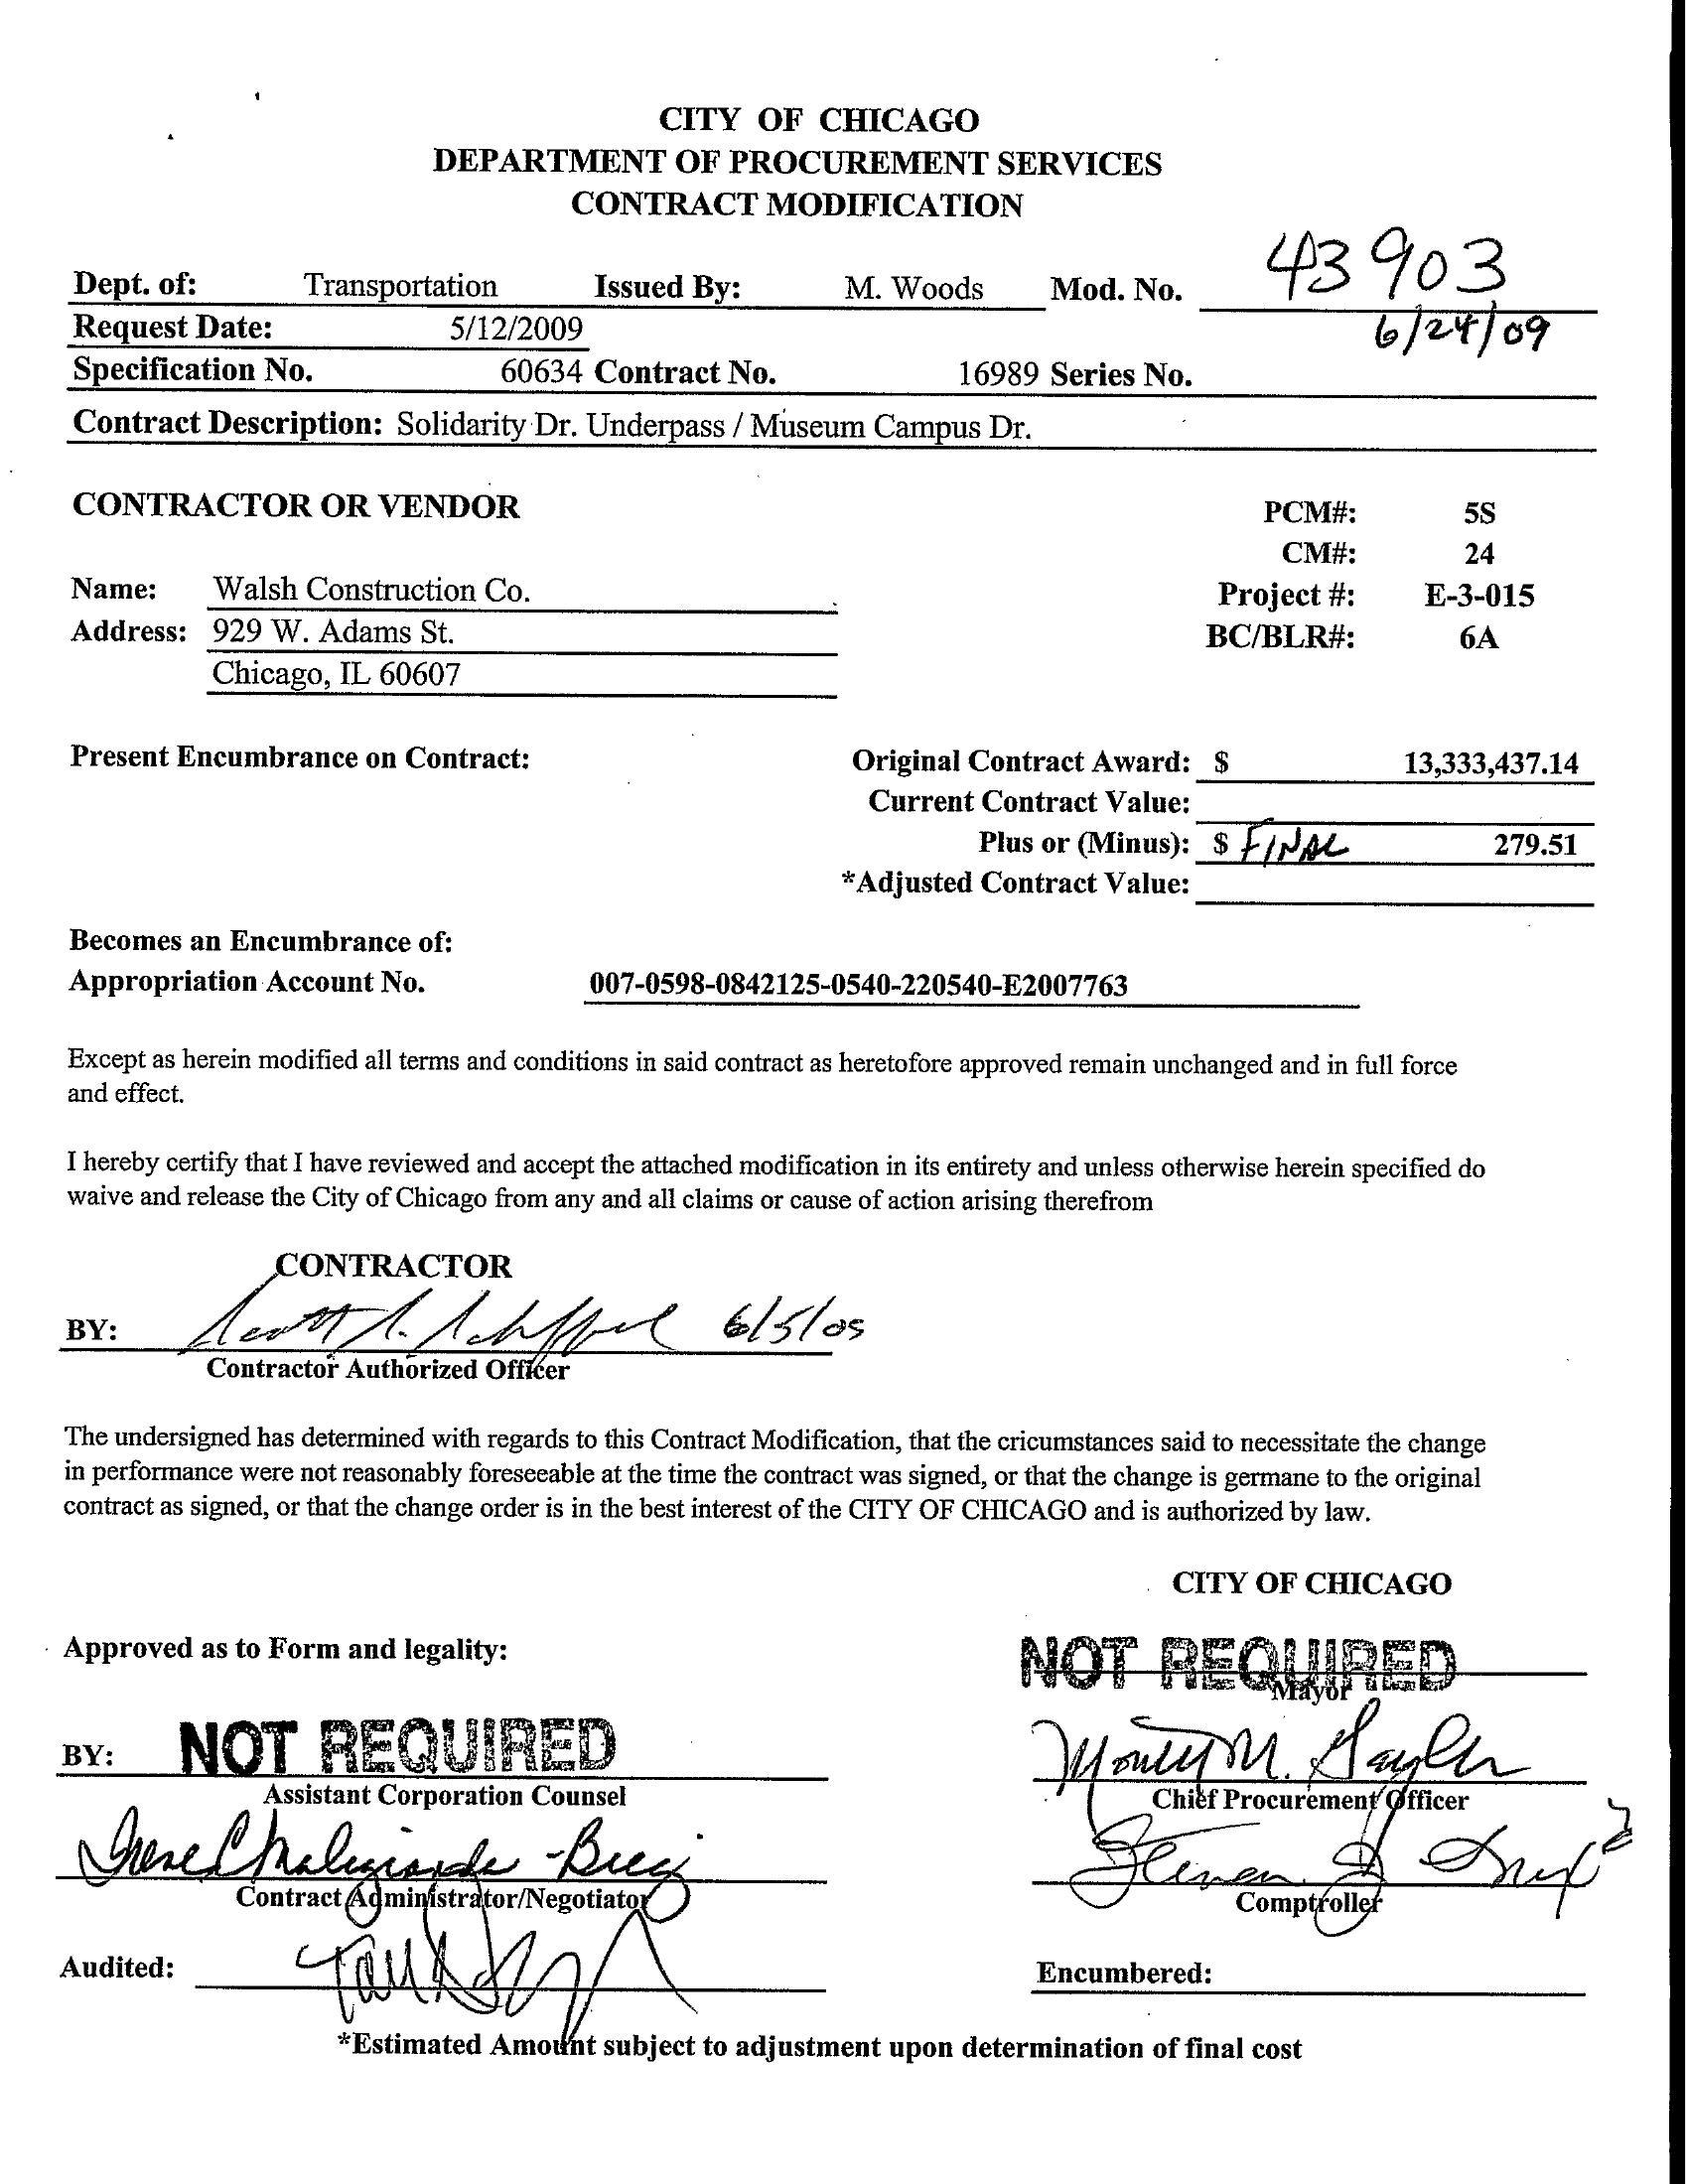 CITY OF CHICAGO
DEPARTMENT OF PROCUREMENT SERVICES
CONTRACT MODIFICATION
Dept. of: Transportation Issued By: M. Woods Mod. No. 43903
Request Date: 5/12/2009 6/24/09
Specification No. 60634 Contract No. 16989 Series No.
Contract Description: Solidarity Dr. Underpass / Museum Campus Dr.
CONTRACTOR OR VENDOR
PCM#: 5S
CM#: 24
Name: Walsh Construction Co. Project #: E-3-015
Address: 929 W. Adams St. BC/BLR#: 6A
Chicago, IL 60607
Present Encumbrance on Contract: Original Contract Award: $ 13,333,437.14
Current Contract Value:
Plus or (Minus): $ FINAL 279.51
*Adjusted Contract Value:
Becomes an Encumbrance of:
Appropriation Account No. 007-0598-0842125-0540-220540-E2007763
Except as herein modified all terms and conditions in said contract as heretofore approved remain unchanged and in full force
and effect.
I hereby certify that I have reviewed and accept the attached modification in its entirety and unless otherwise herein specified do
waive and release the City of Chicago from any and all claims or cause of action arising therefrom
CONTRACTOR
BY: 6/5/09
Contractor Authorized Officer
The undersigned has determined with regards to this Contract Modification, that the cricumstances said to necessitate the change
in performance were not reasonably foreseeable at the time the contract was signed, or that the change is germane to the original
contract as signed, or that the change order is in the best interest of the CITY OF CHICAGO and is authorized by law.
CITY OF CHICAGO
Approved as to Form and legality: NOT REQUIRED
Mayor
BY: NOT REQUIRED
Assistant Corporation Counsel Chief Procurement Officer
Contract Administrator/Negotiator Comptroller
Audited: Encumbered:
*Estimated Amount subject to adjustment upon determination of final cost